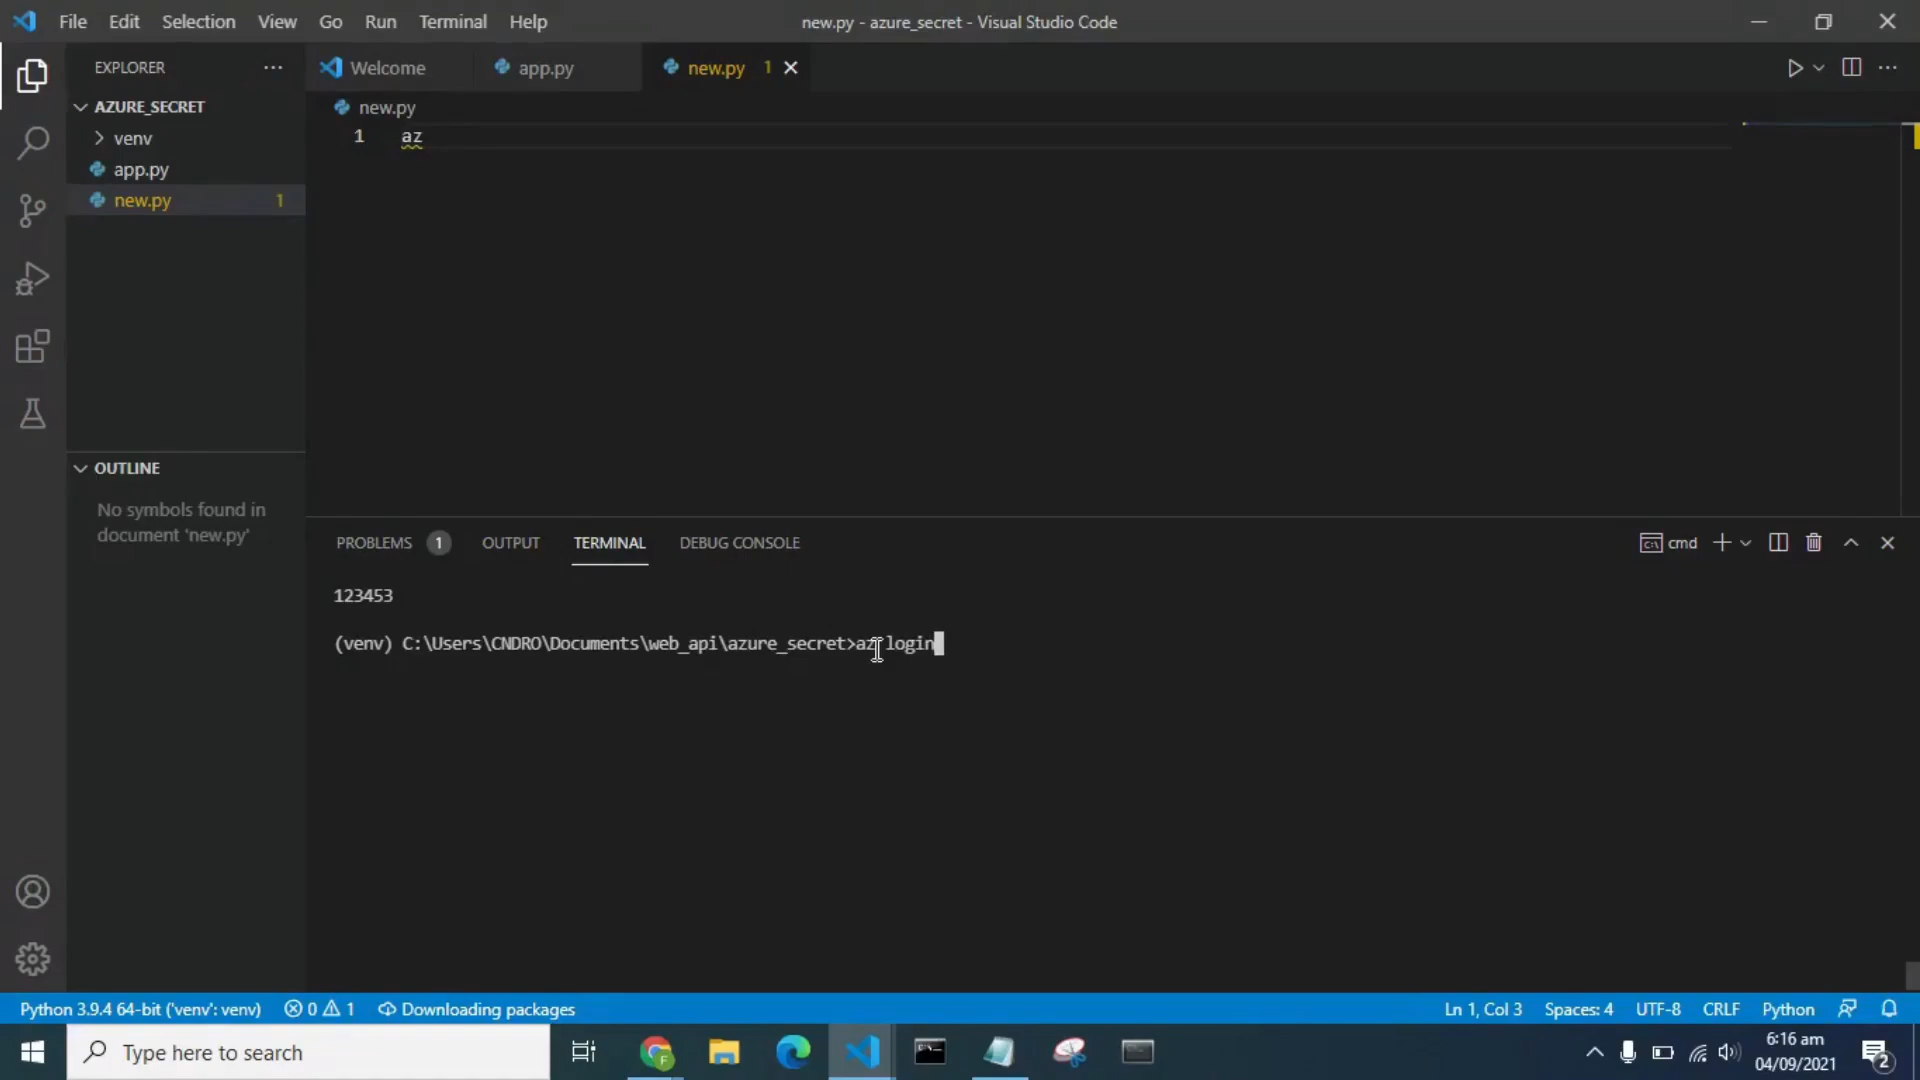 File Edit Selection View Go Run Terminal Help
new.py - azure_secret - Visual Studio Code
EXPLORER
Welcome
app.py
new.py 1
AZURE_SECRET
venv
app.py
new.py 1
new.py
1 az
OUTLINE
No symbols found in
document 'new.py'
PROBLEMS 1 OUTPUT TERMINAL DEBUG CONSOLE
cmd
123453
(venv) C:\Users\CNDRO\Documents\web_api\azure_secret>az login
Python 3.9.4 64-bit ('venv': venv) 0 1 Downloading packages
Ln 1, Col 3 Spaces: 4 UTF-8 CRLF Python
Type here to search
6:16 am
04/09/2021
2